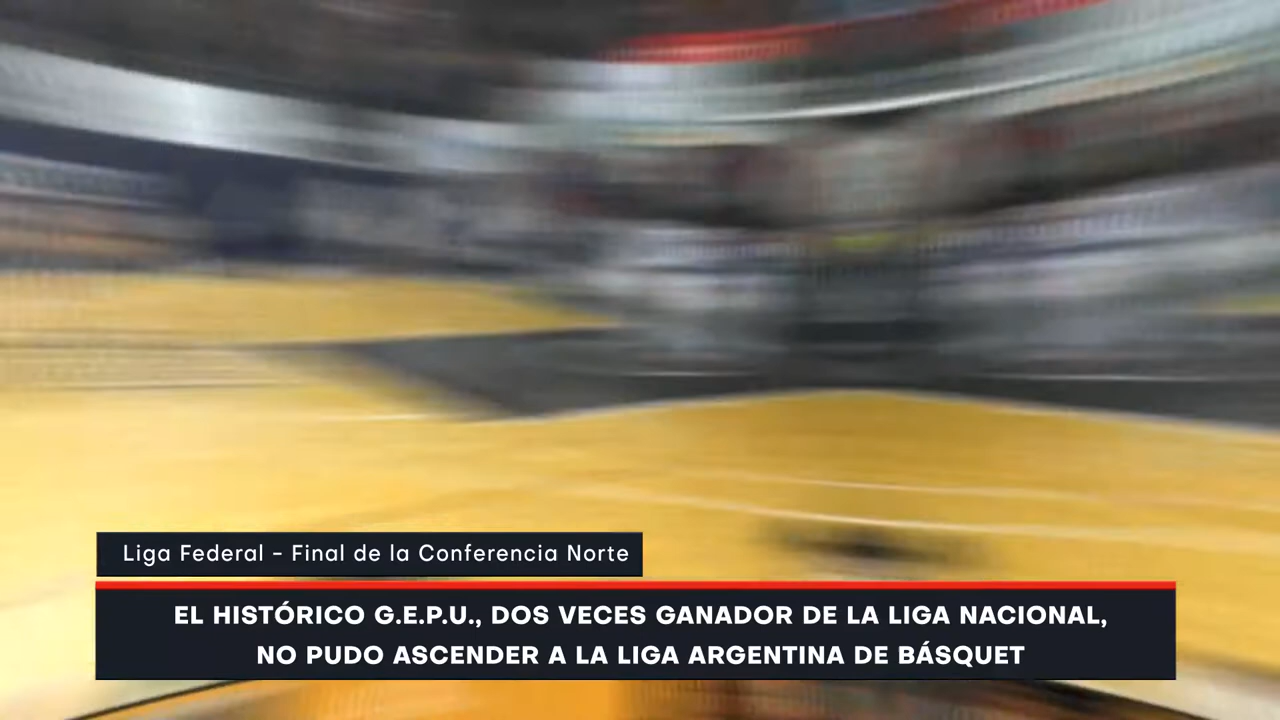 Liga Federal - Final de la Conferencia Norte
EL HISTÓRICO G.E.P.U., DOS VECES GANADOR DE LA LIGA NACIONAL,
NO PUDO ASCENDER A LA LIGA ARGENTINA DE BÁSQUET